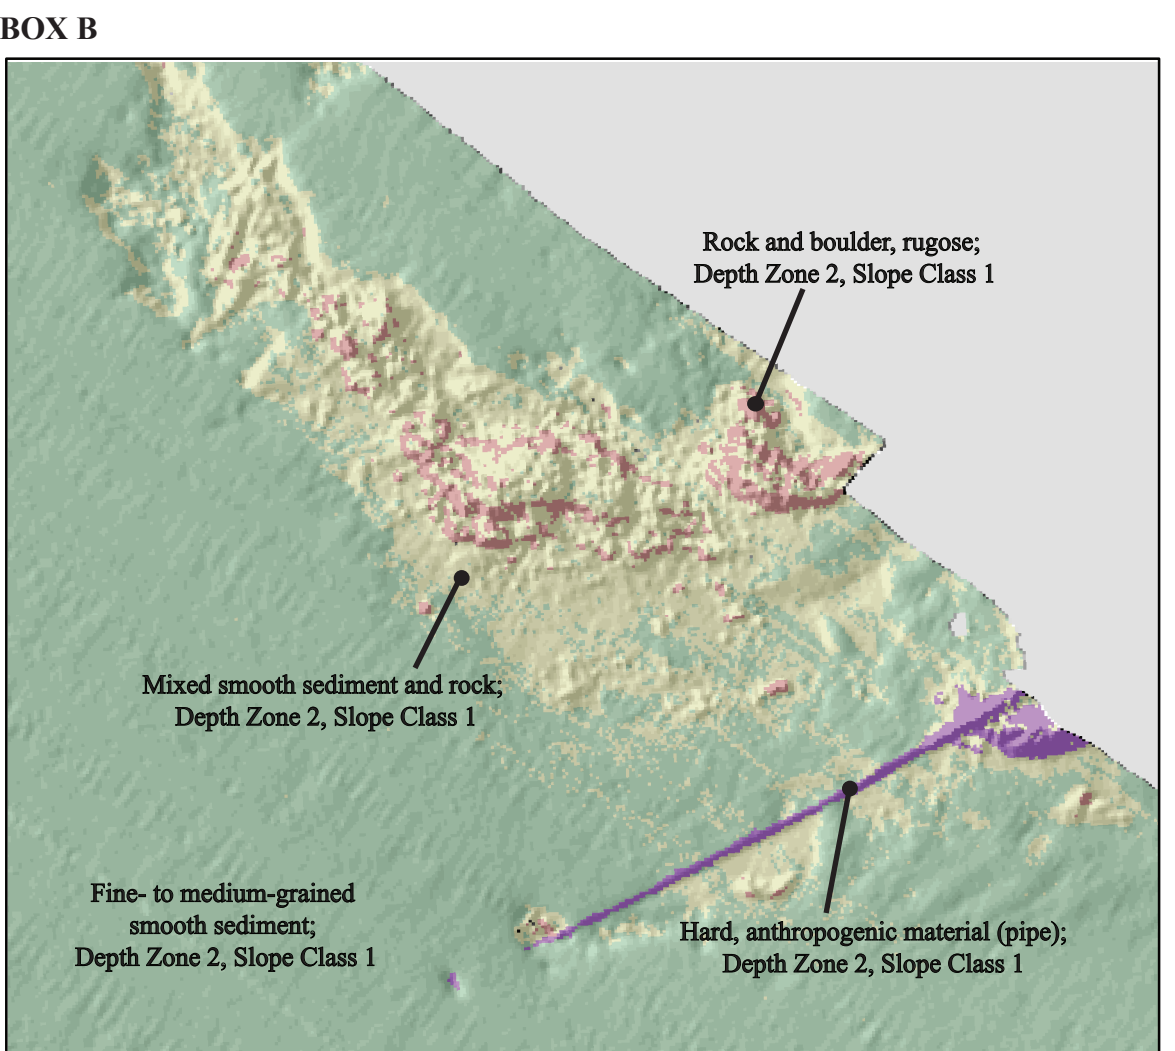 BOX B
Rock and boulder, rugose;
Depth Zone 2, Slope Class 1
Mixed smooth sediment and rock;
Depth Zone 2, Slope Class 1
Fine- to medium-grained
smooth sediment;
Depth Zone 2, Slope Class 1
Hard, anthropogenic material (pipe);
Depth Zone 2, Slope Class 1